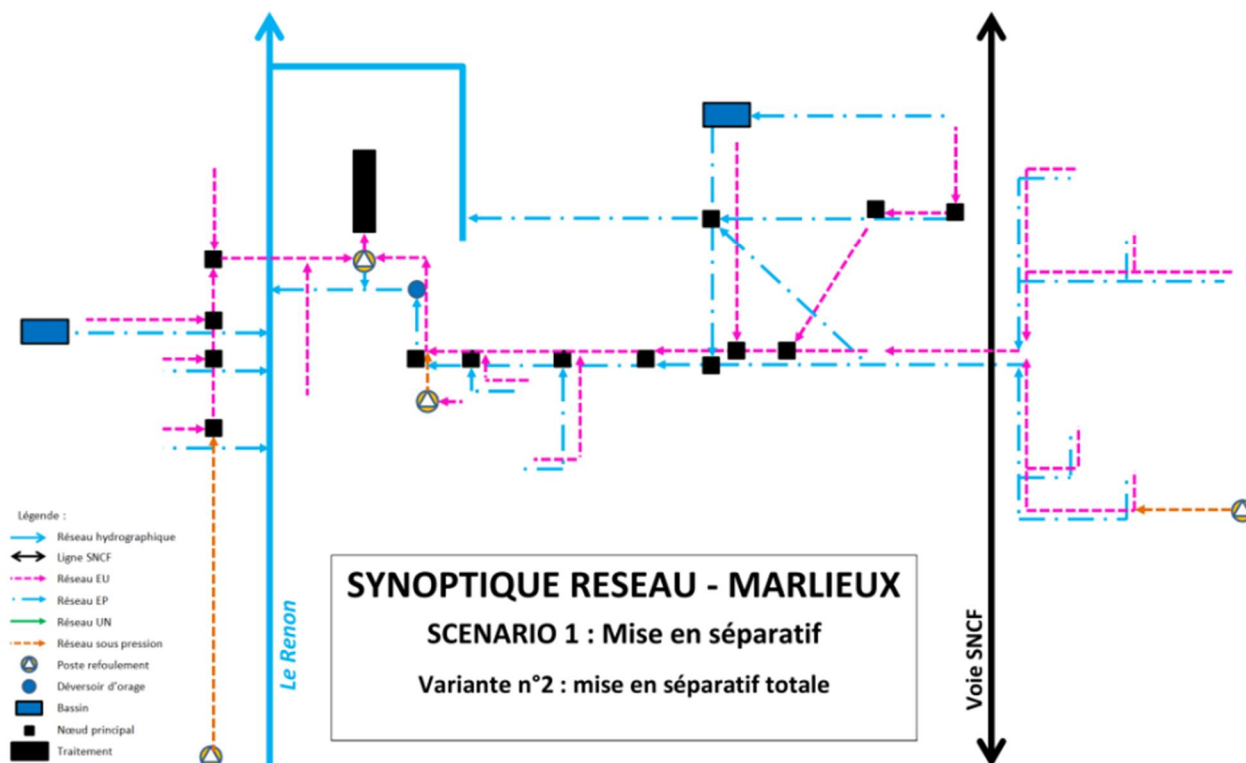 Légende :
Réseau hydrographique
Ligne SNCF
Réseau EU
Réseau EP
Réseau UN
Réseau sous pression
Poste refoulement
Déversoir d'orage
Bassin
Nœud principal
Traitement
Le Renon
SYNOPTIQUE RESEAU - MARLIEUX
SCENARIO 1 : Mise en séparatif
Variante n°2 : mise en séparatif totale
Voie SNCF